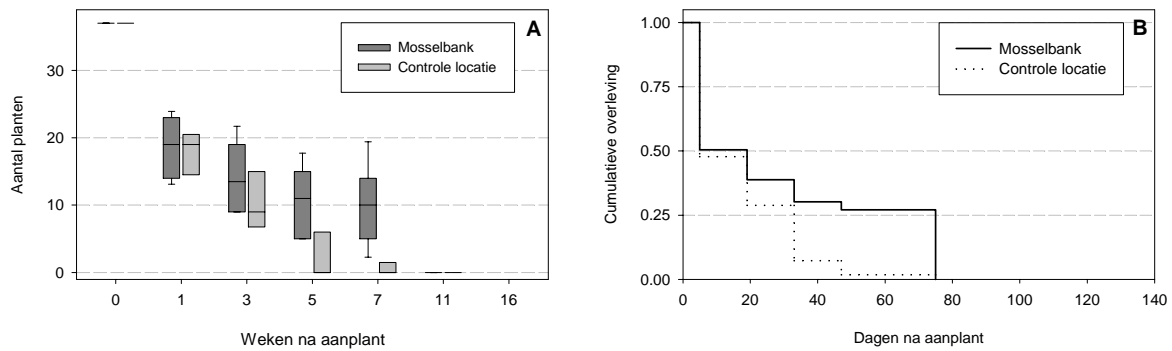 A
Mosselbank
Controle locatie
Aantal planten
30
20
10
0
0 1 3 5 7 11 16
Weken na aanplant
B
Mosselbank
Controle locatie
Cumulatieve overleving
1.00
0.75
0.50
0.25
0.00
0 20 40 60 80 100 120 140
Dagen na aanplant